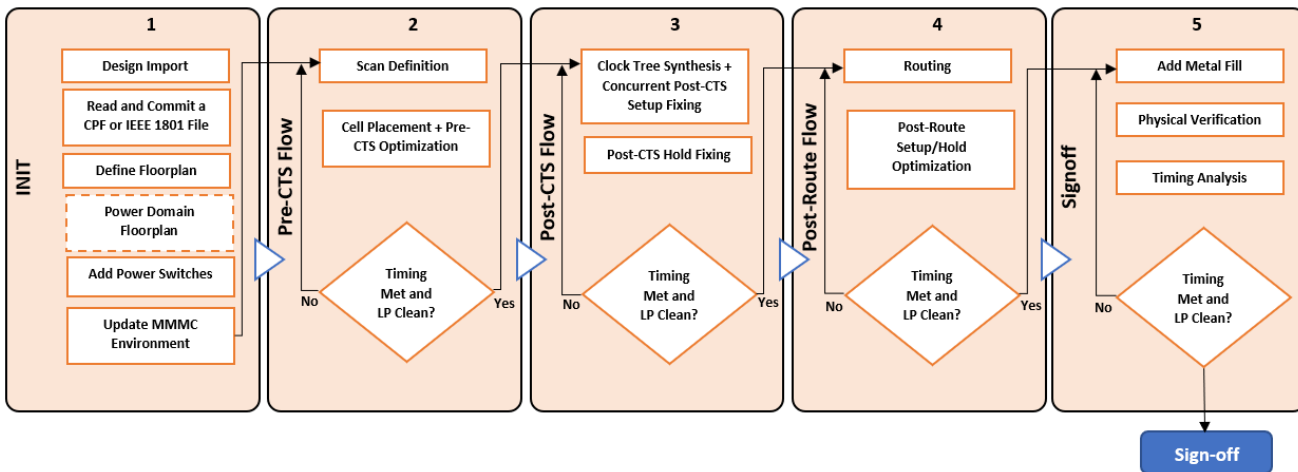 1
INIT
Design Import
Read and Commit a
CPF or IEEE 1801 File
Define Floorplan
Power Domain
Floorplan
Add Power Switches
Update MMMC
Environment
2
Pre-CTS Flow
Scan Definition
Cell Placement + Pre-
CTS Optimization
Timing
Met and
LP Clean?
No
Yes
3
Post-CTS Flow
Clock Tree Synthesis +
Concurrent Post-CTS
Setup Fixing
Post-CTS Hold Fixing
Timing
Met and
LP Clean?
No
Yes
4
Post-Route Flow
Routing
Post-Route
Setup/Hold
Optimization
Timing
Met and
LP Clean?
No
Yes
5
Signoff
Add Metal Fill
Physical Verification
Timing Analysis
Timing
Met and
LP Clean?
No
Sign-off